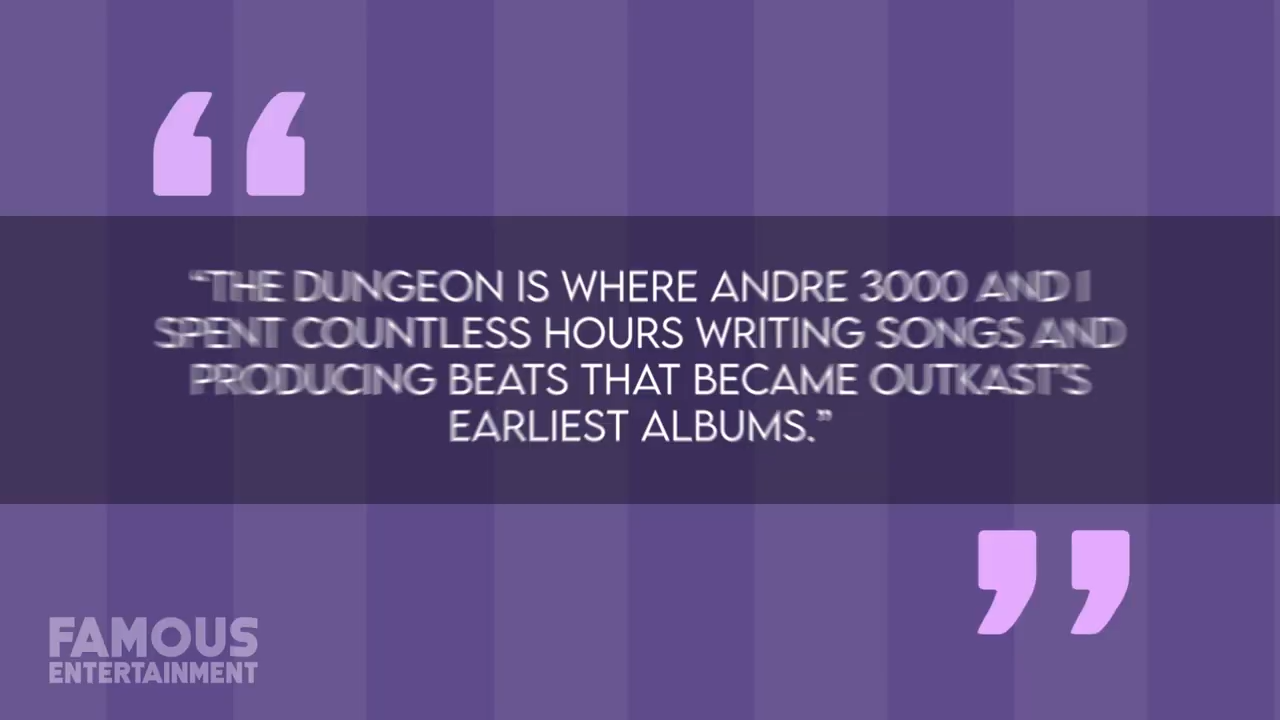 “THE DUNGEON IS WHERE ANDRE 3000 AND I
SPENT COUNTLESS HOURS WRITING SONGS AND
PRODUCING BEATS THAT BECAME OUTKAST'S
EARLIEST ALBUMS.”
FAMOUS
ENTERTAINMENT